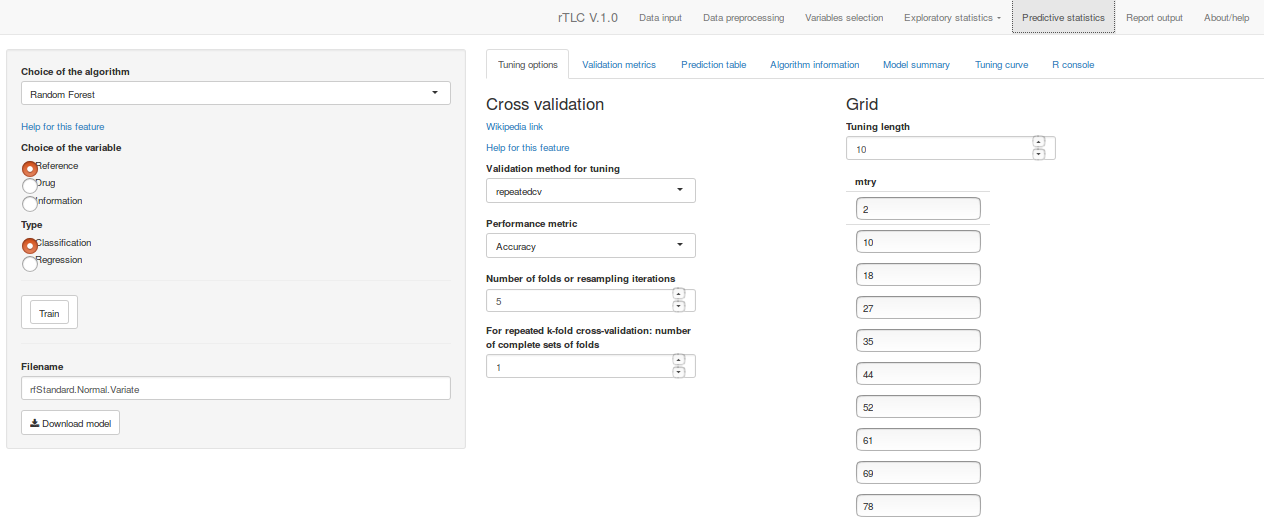 rTLC V.1.0 Data input Data preprocessing Variables selection Exploratory statistics Predictive statistics Report output About/help
Choice of the algorithm
Random Forest
Help for this feature
Choice of the variable
Reference
Drug
Information
Type
Classification
Regression
Train
Filename
rfStandard.Normal.Variate
Download model
Tuning options Validation metrics Prediction table Algorithm information Model summary Tuning curve R console
Cross validation
Wikipedia link
Help for this feature
Validation method for tuning
repeatedcv
Performance metric
Accuracy
Number of folds or resampling iterations
5
For repeated k-fold cross-validation: number
of complete sets of folds
1
Grid
Tuning length
10
mtry
2
10
18
27
35
44
52
61
69
78